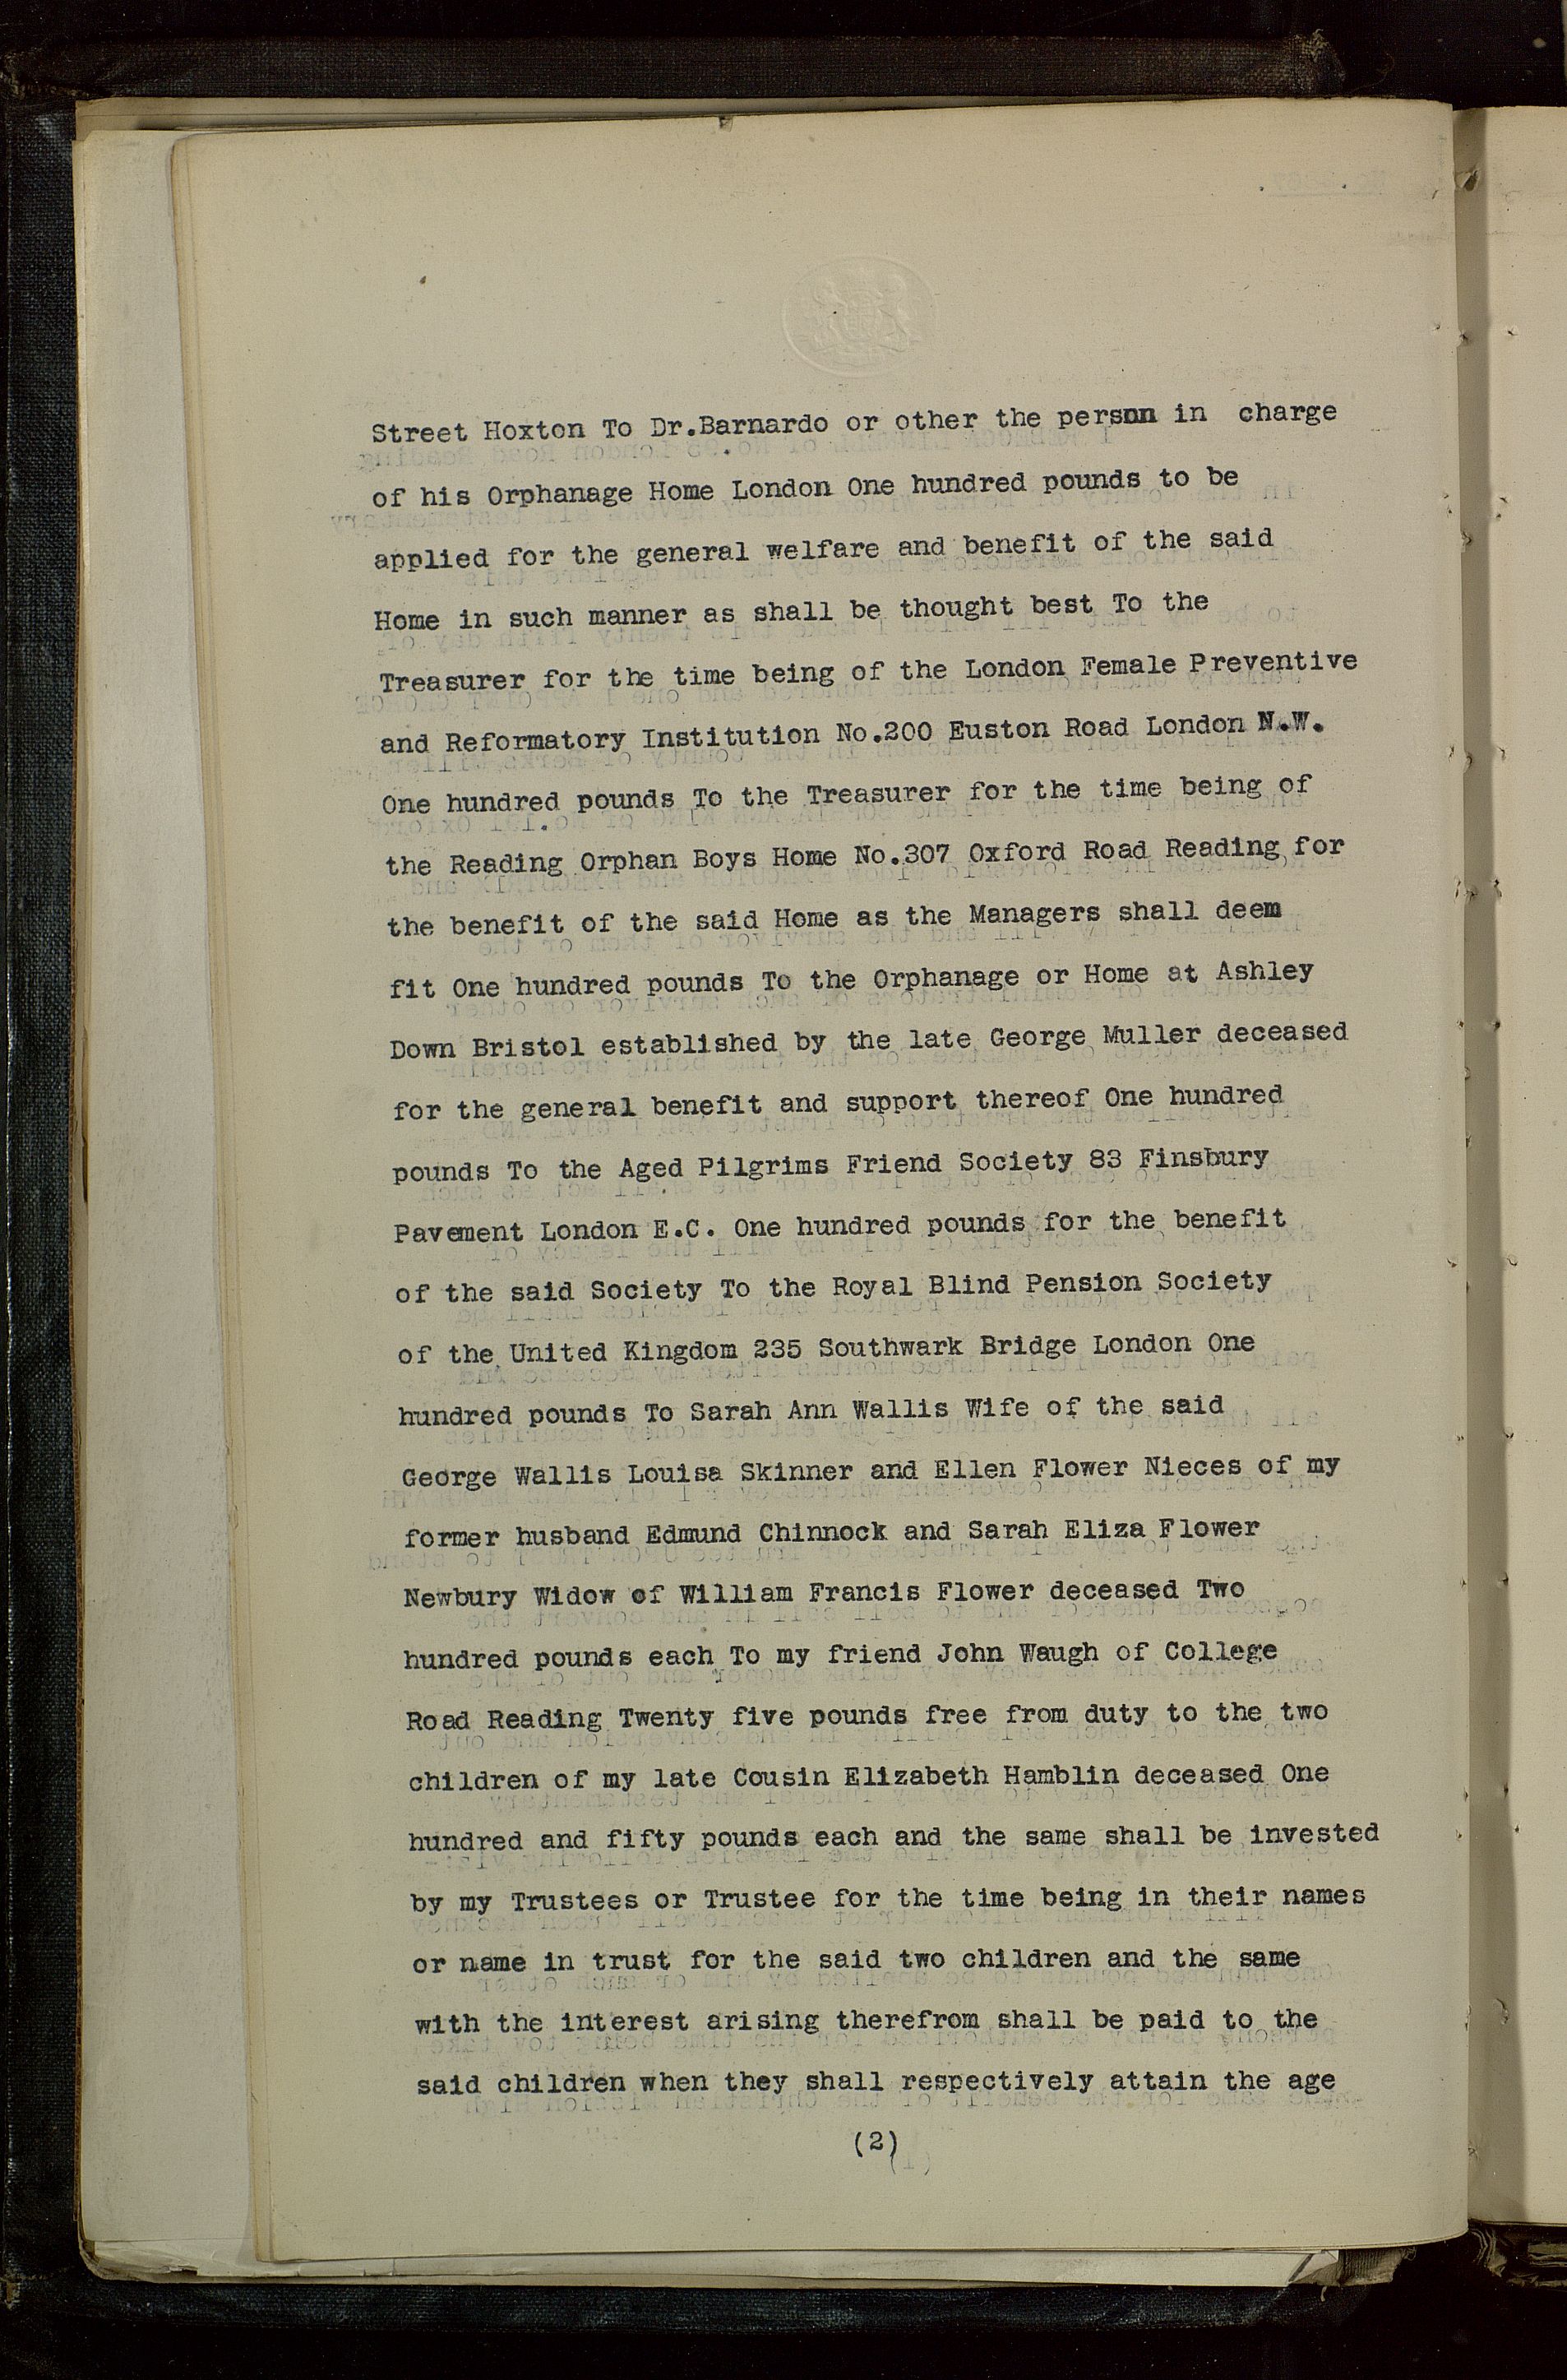 Street Hoxton To Dr.Barnardo or other the person in charge
of his Orphanage Home London One hundred pounds to be
applied for the general welfare and benefit of the said
Home in such manner as shall be thought best To the
Treasurer for the time being of the London Female Preventive
and Reformatory Institution No.200 Euston Road London N.W.
One hundred pounds To the Treasurer for the time being of
the Reading Orphan Boys Home No.307 Oxford Road Reading for
the benefit of the said Home as the Managers shall deem
fit One hundred pounds To the Orphanage or Home at Ashley
Down Bristol established by the late George Muller deceased
for the general benefit and support thereof One hundred
pounds To the Aged Pilgrims Friend Society 83 Finsbury
Pavement London E.C. One hundred pounds for the benefit
of the said Society To the Royal Blind Pension Society
of the United Kingdom 235 Southwark Bridge London One
hundred pounds To Sarah Ann Wallis Wife of the said
George Wallis Louisa Skinner and Ellen Flower Nieces of my
former husband Edmund Chinnock and Sarah Eliza Flower
Newbury Widow of William Francis Flower deceased Two
hundred pounds each To my friend John Waugh of College
Road Reading Twenty five pounds free from duty to the two
children of my late Cousin Elizabeth Hamblin deceased One
hundred and fifty pounds each and the same shall be invested
by my Trustees or Trustee for the time being in their names
or name in trust for the said two children and the same
with the interest arising therefrom shall be paid to the
said children when they shall respectively attain the age
(2)